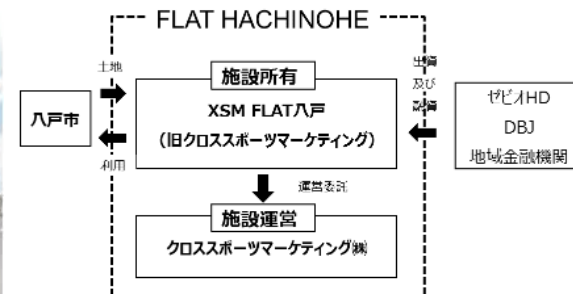 FLAT HACHINOHE
土地
八戸市
利用
施設所有
XSM FLAT八戸
（旧クロススポーツマーケティング）
出資
及び
融資
ゼビオHD
DBJ
地域金融機関
運営委託
施設運営
クロススポーツマーケティング㈱